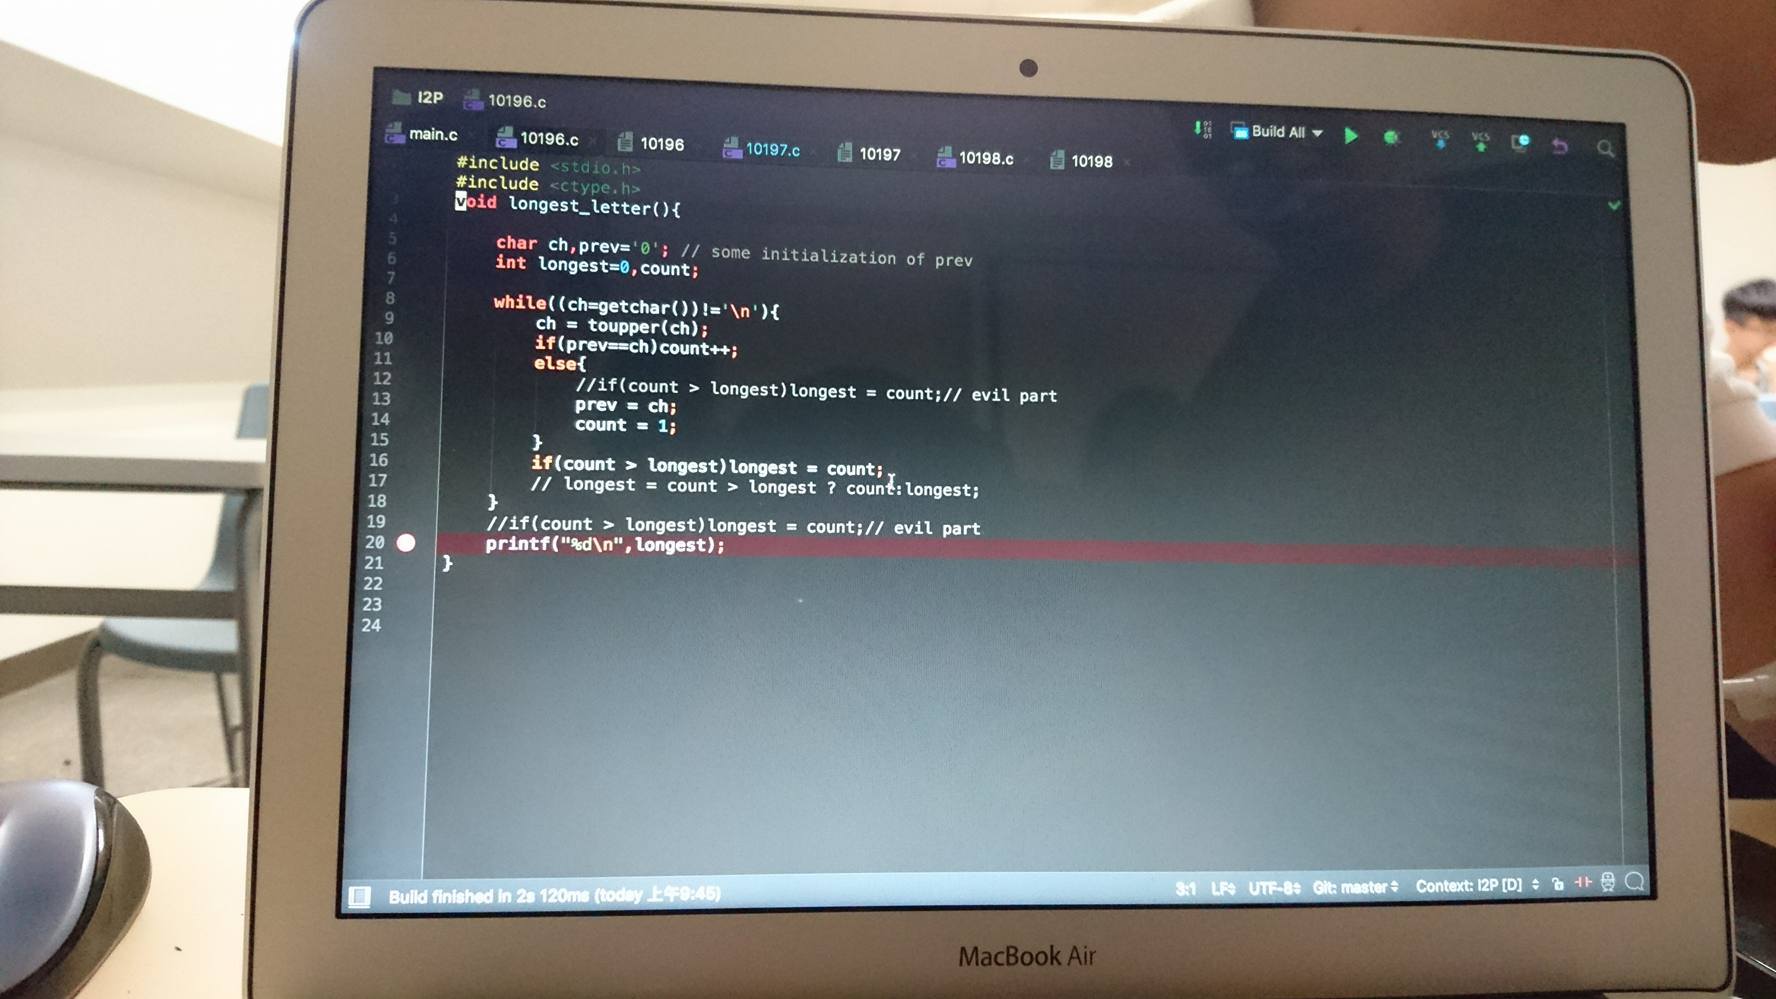 I2P 10196.c
main.c 10196.c 10196 10197.c 10197 10198.c 10198 Build All
#include <stdio.h>
#include <ctype.h>
3 void longest_letter(){
4
5 char ch,prev='0'; // some initialization of prev
6 int longest=0,count;
7
8 while((ch=getchar())!='\n'){
9 ch = toupper(ch);
10 if(prev==ch)count++;
11 else{
12 //if(count > longest)longest = count;// evil part
13 prev = ch;
14 count = 1;
15 }
16 if(count > longest)longest = count;
17 // longest = count > longest ? count:longest;
18 }
19 //if(count > longest)longest = count;// evil part
20 printf("%d\n",longest);
21 }
22
23
24
Build finished in 2s 120ms (today 上午9:45) 3:1 LF UTF-8 Git: master Context: I2P [D]
MacBook Air